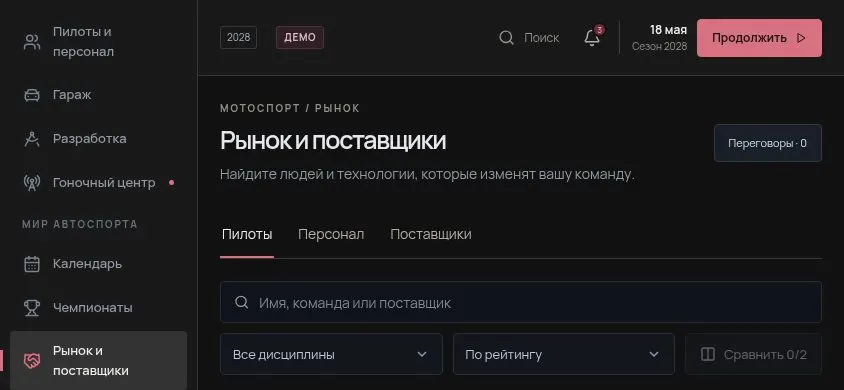 Пилоты и
персонал
Гараж
Разработка
Гоночный центр
МИР АВТОСПОРТА
Календарь
Чемпионаты
Рынок и
поставщики
2028
ДЕМО
Поиск
3
18 мая
Сезон 2028
Продолжить
МОТОСПОРТ / РЫНОК
Рынок и поставщики
Переговоры · 0
Найдите людей и технологии, которые изменят вашу команду.
Пилоты
Персонал
Поставщики
Имя, команда или поставщик
Все дисциплины
По рейтингу
Сравнить 0/2